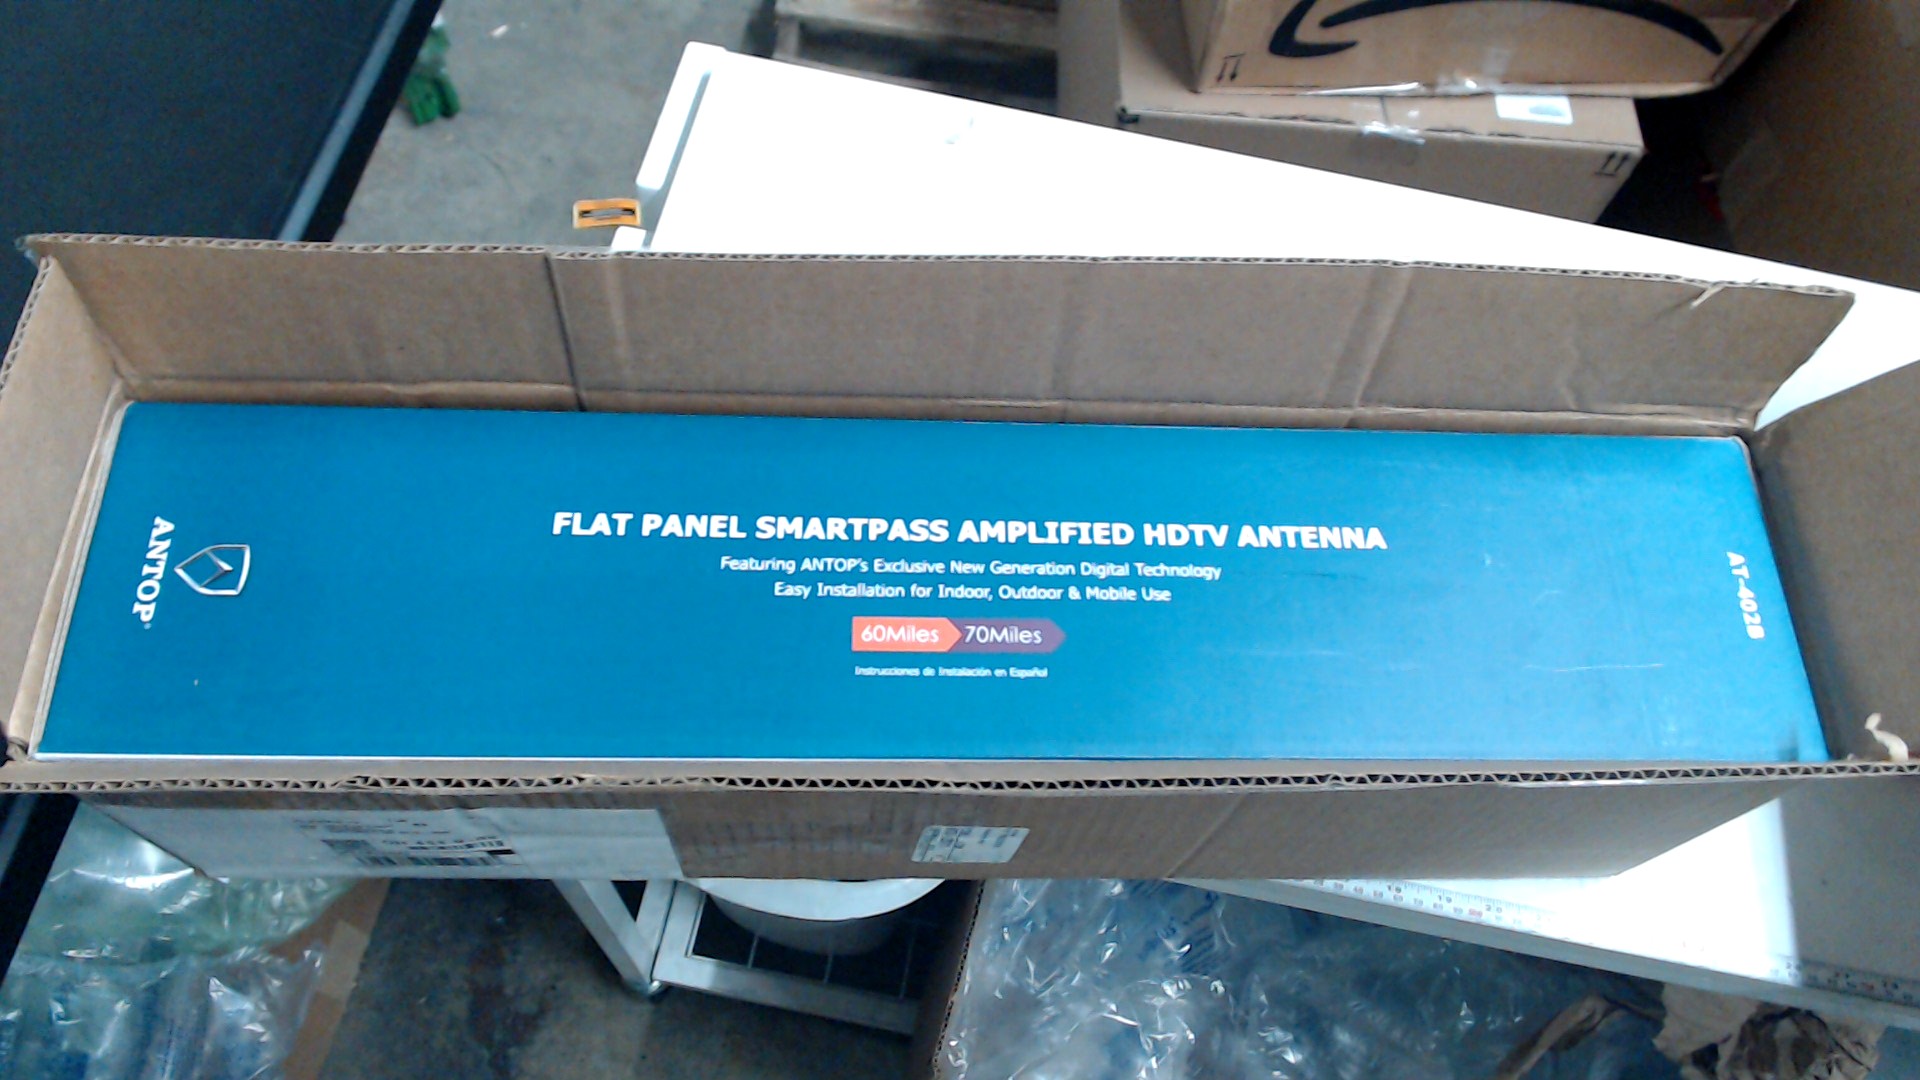 FLAT PANEL SMARTPASS AMPLIFIED HDTV ANTENNA
Featuring ANTOP's Exclusive New Generation Digital Technology
Easy Installation for Indoor, Outdoor & Mobile Use
60Miles 70Miles
Instrucciones de Instalación en Español
ANTOP
AT-402B